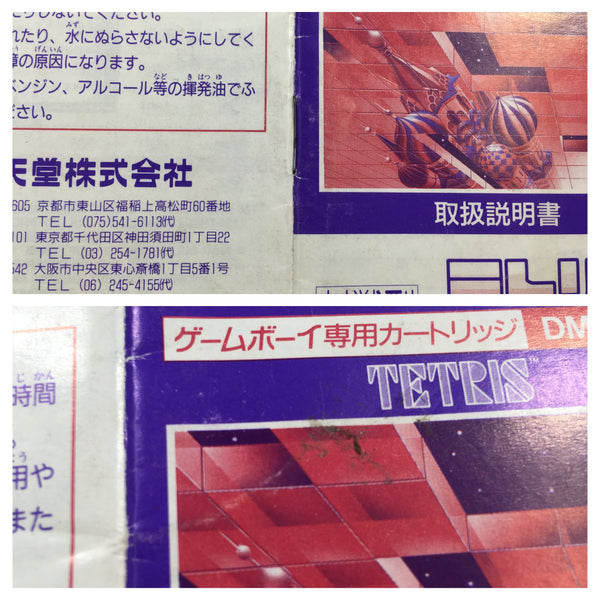 こうしないでください。
れたり、水にぬらさないようにしてく
障の原因になります。
ベンジン、アルコール等の揮発油でふ
ださい。
天堂株式会社
605 京都市東山区福稲上高松町60番地
TEL (075)541-6113代
101 東京都千代田区神田須田町1丁目22
TEL (03) 254-1781代
542 大阪市中央区東心斎橋1丁目5番1号
TEL (06) 245-4155代
取扱説明書
時間
用や
また
ゲームボーイ専用カートリッジ DM
TETRIS™